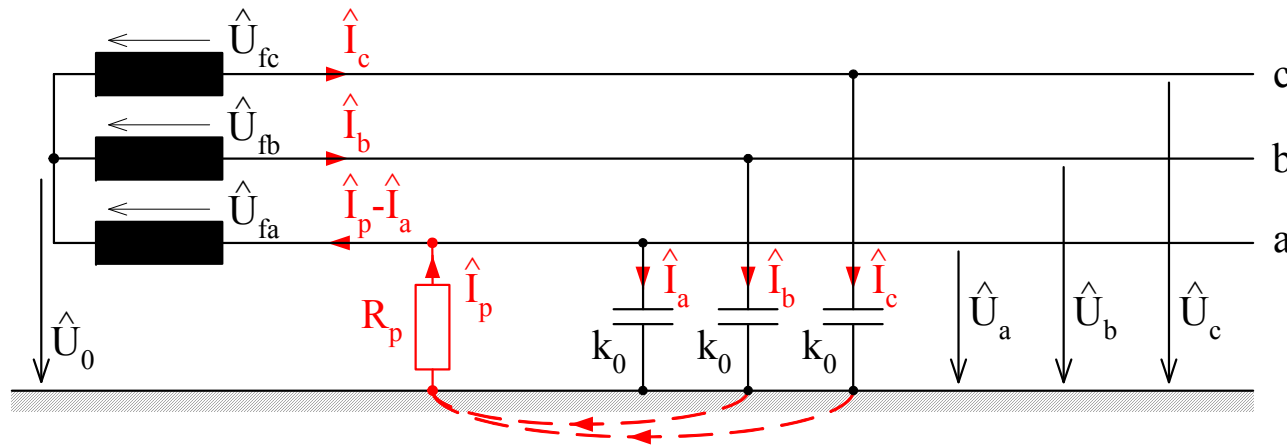 Û_fc
Î_c
c
Û_fb
Î_b
b
Û_fa
Î_p-Î_a
a
Û_0
R_p
Î_p
Î_a
Î_b
Î_c
k_0
k_0
k_0
Û_a
Û_b
Û_c